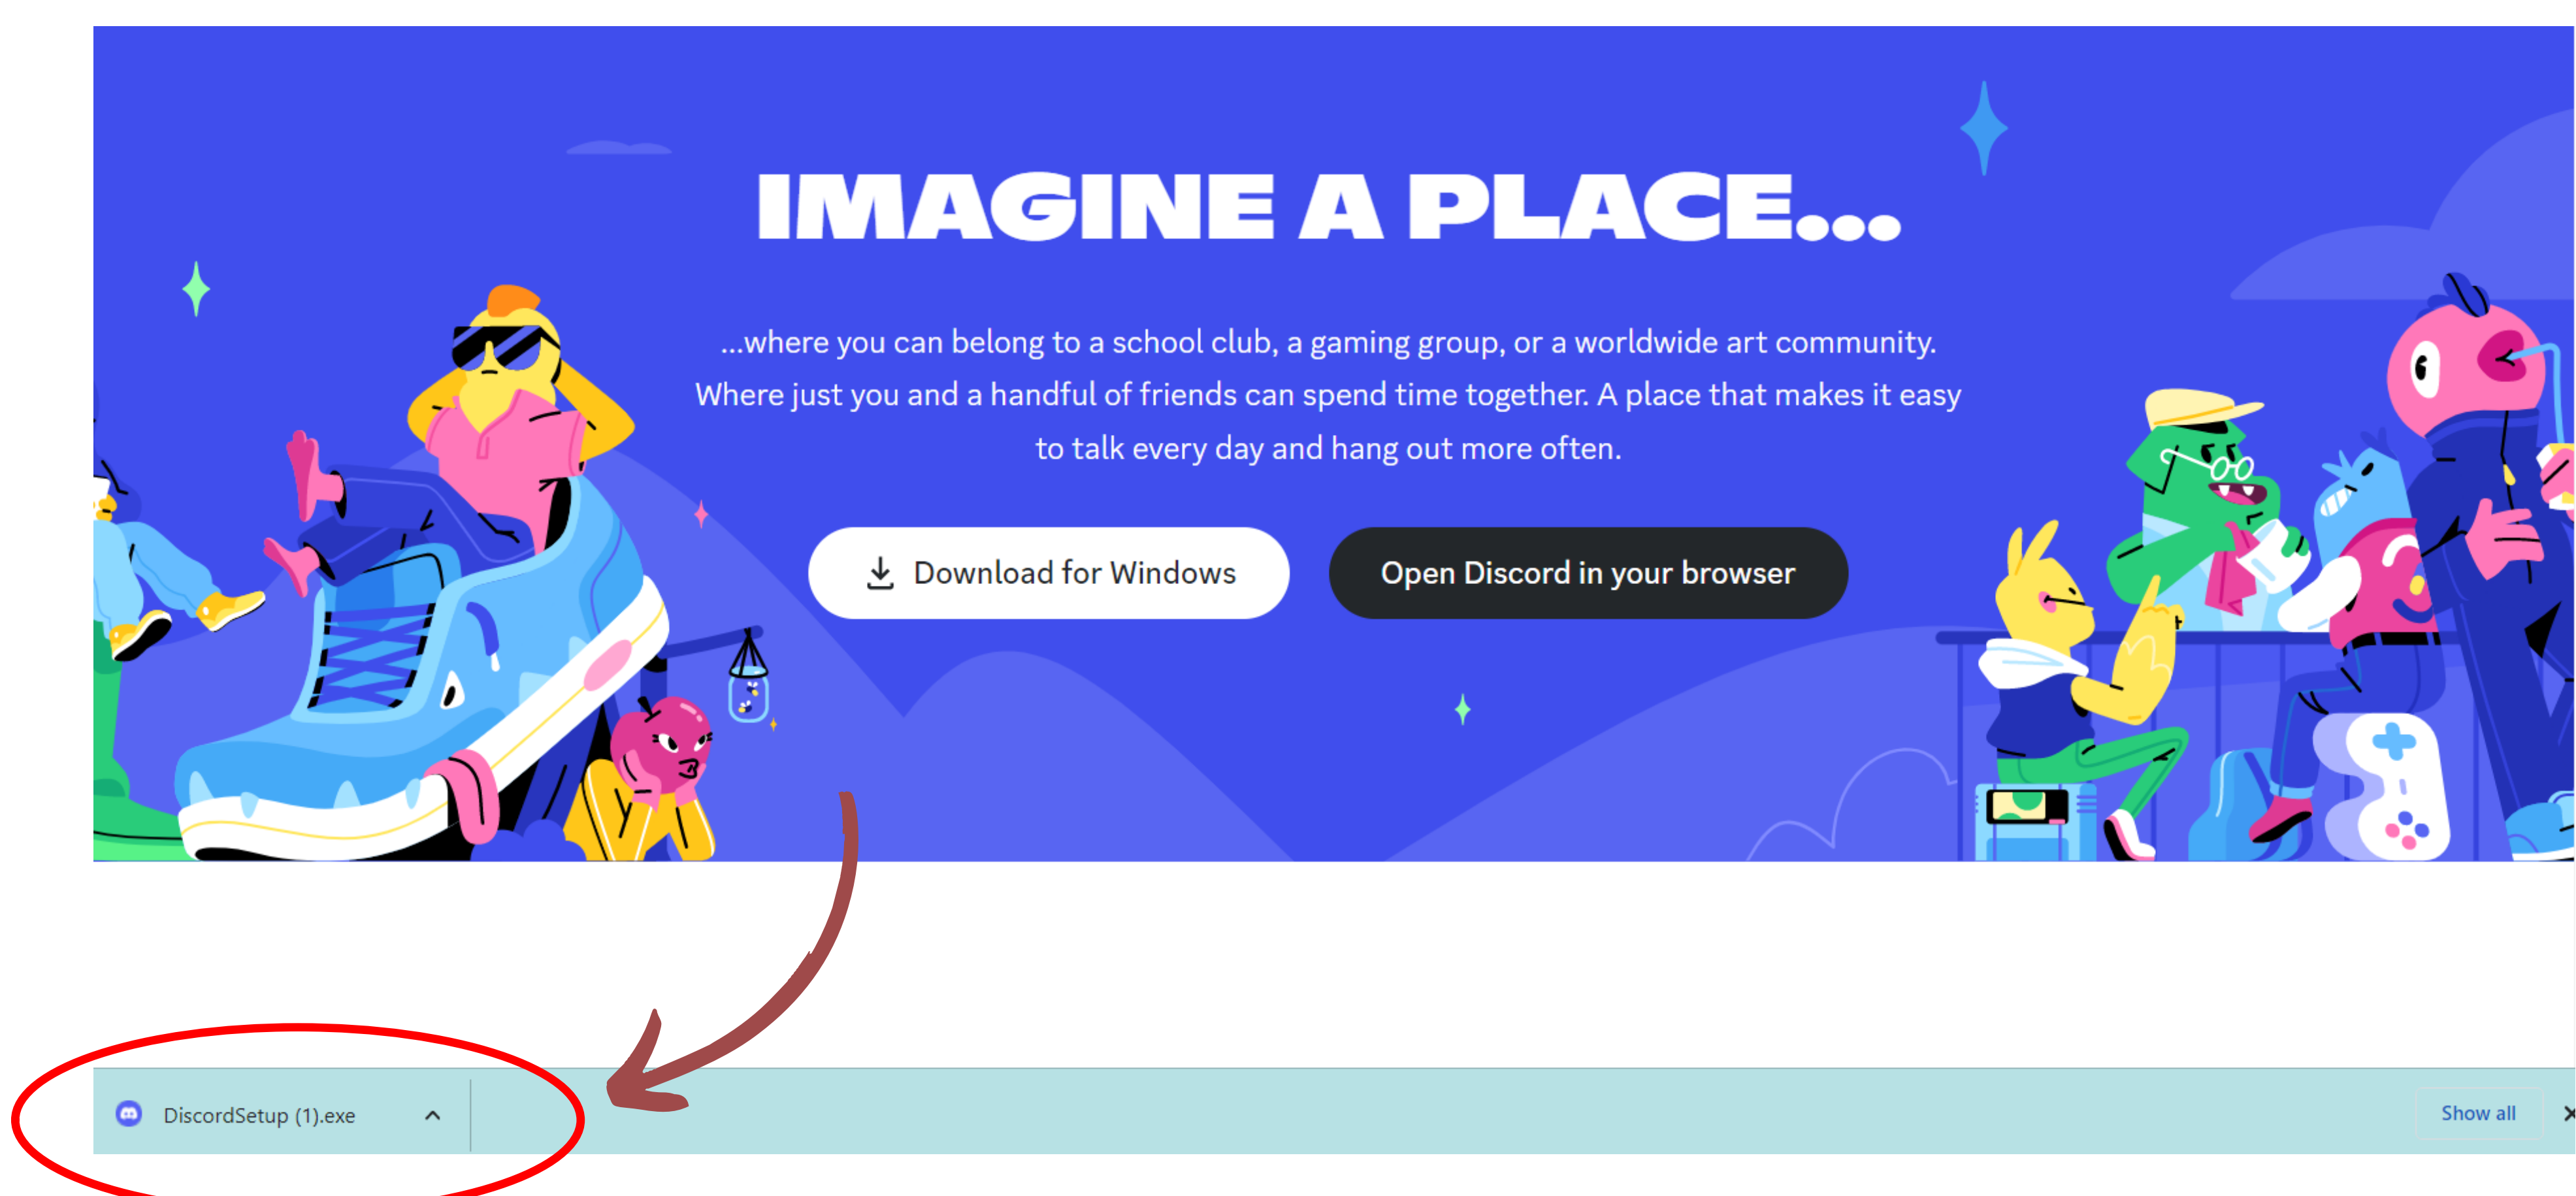 IMAGINE A PLACE...
...where you can belong to a school club, a gaming group, or a worldwide art community.
Where just you and a handful of friends can spend time together. A place that makes it easy
to talk every day and hang out more often.
Download for Windows
Open Discord in your browser
DiscordSetup (1).exe
Show all